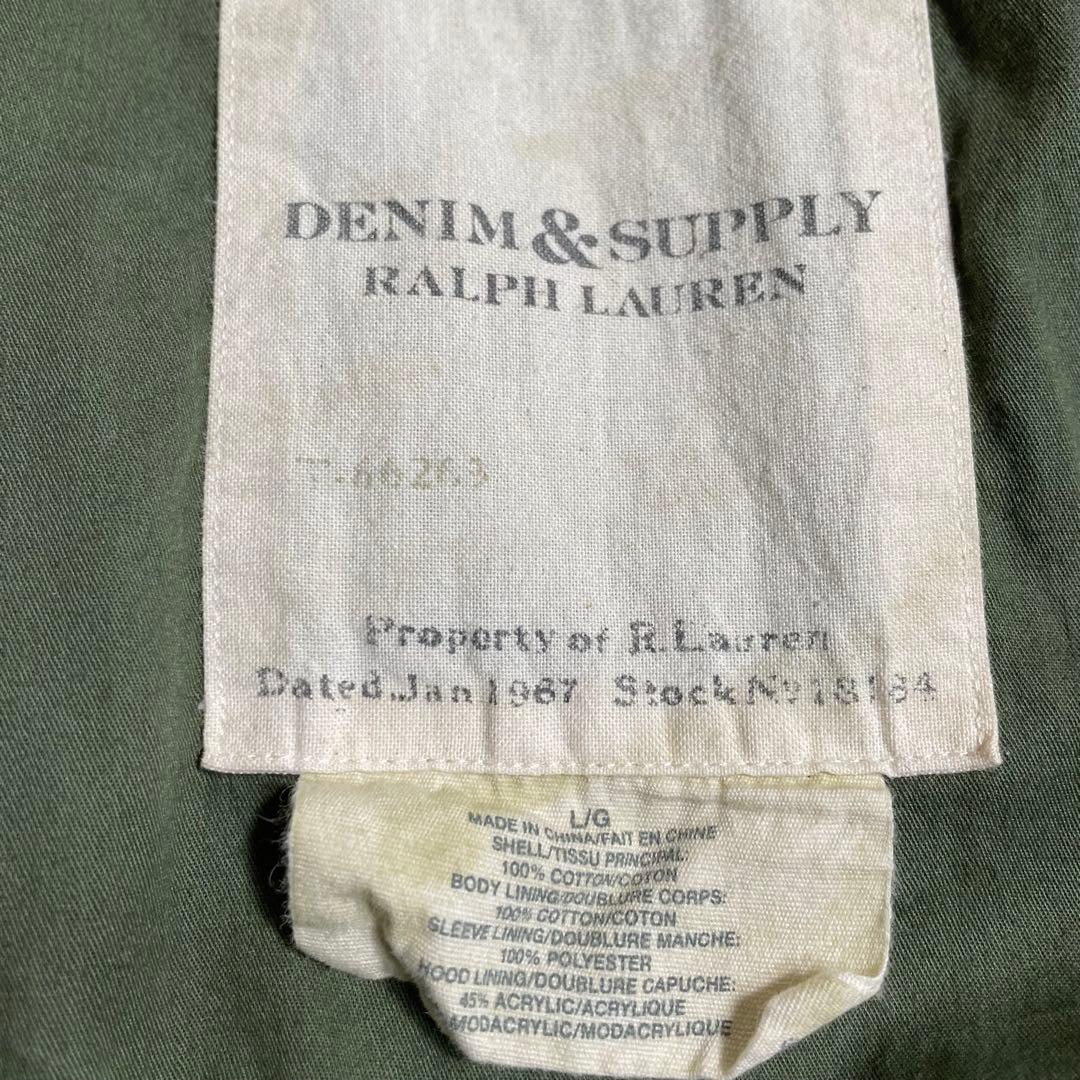 DENIM & SUPPLY
RALPH LAUREN
66263
Property of R. Lauren
Dated Jan 1967 Stock No 18184
L/G
MADE IN CHINA/FAIT EN CHINE
SHELL/TISSU PRINCIPAL:
100% COTTON/COTON
BODY LINING/DOUBLURE CORPS:
100% COTTON/COTON
SLEEVE LINING/DOUBLURE MANCHE:
100% POLYESTER
HOOD LINING/DOUBLURE CAPUCHE:
45% ACRYLIC/ACRYLIQUE
MODACRYLIC/MODACRYLIQUE